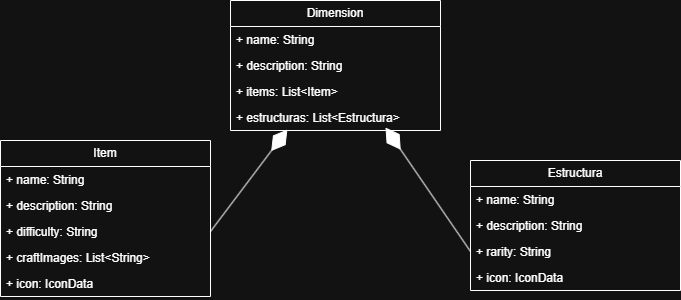 Dimension
+ name: String
+ description: String
+ items: List<Item>
+ estructuras: List<Estructura>
Item
+ name: String
+ description: String
+ difficulty: String
+ craftImages: List<String>
+ icon: IconData
Estructura
+ name: String
+ description: String
+ rarity: String
+ icon: IconData